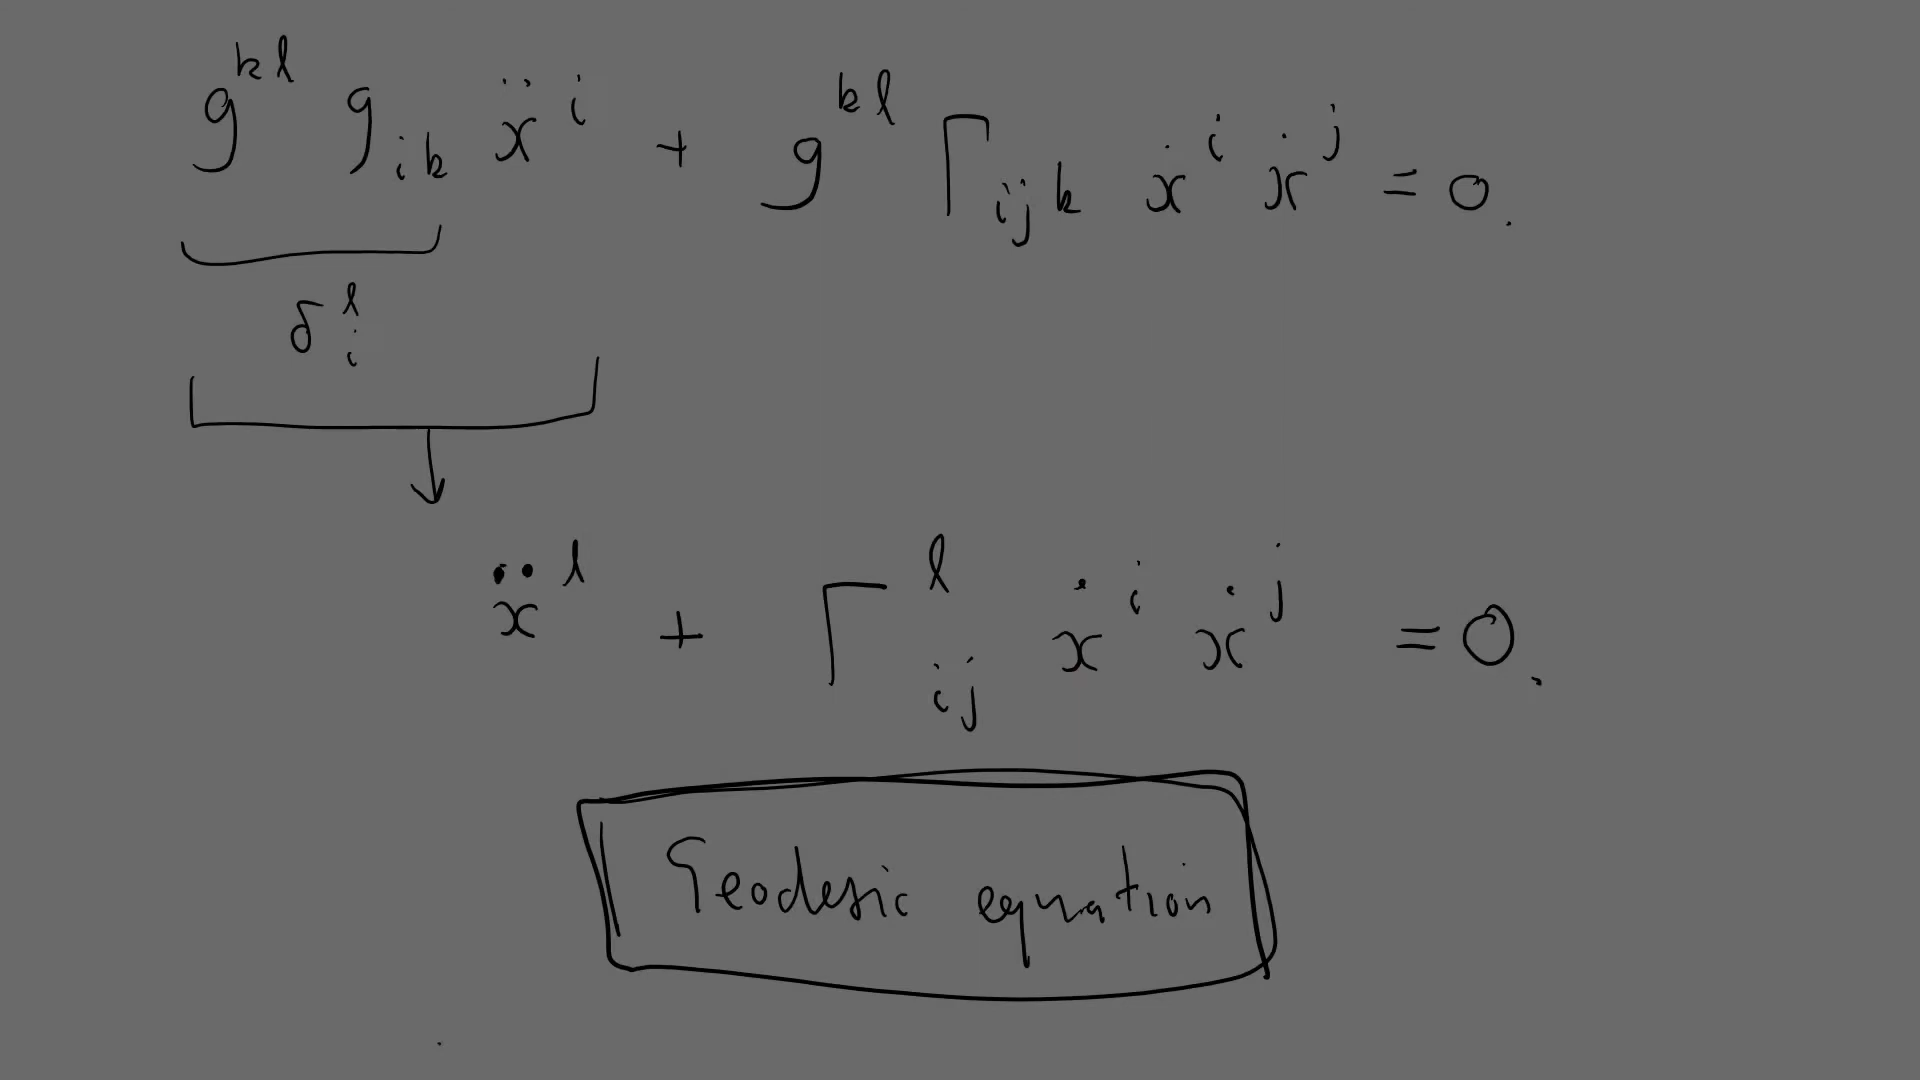 g^{kl} g_{ik} ẍ^i + g^{kl} Γ_{ijk} ẋ^i ẋ^j = 0.
δ^l_i
ẍ^l + Γ^l_{ij} ẋ^i ẋ^j = 0.
Geodesic equation